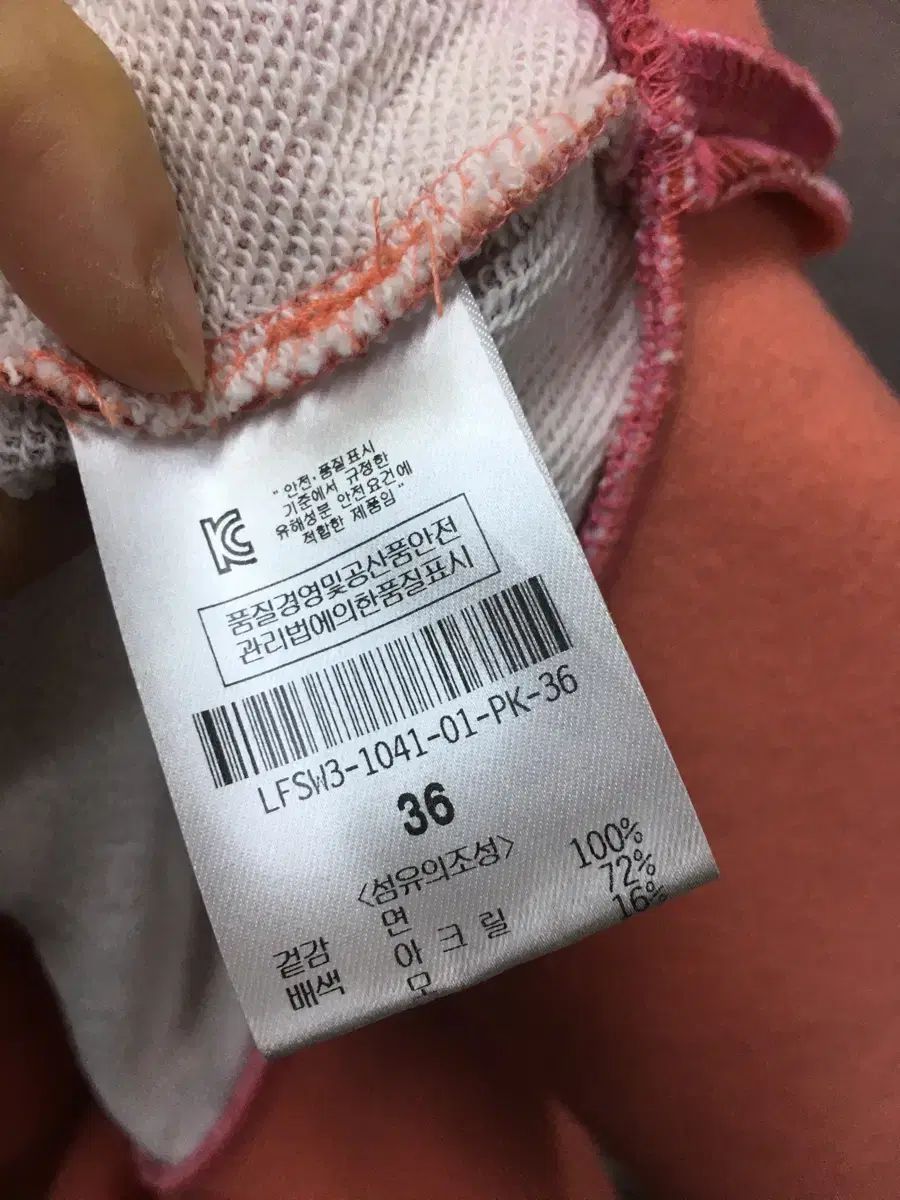 KC
" 안전·품질표시
기준에서 규정한
유해성분 안전요건에
적합한 제품임 "
품질경영및공산품안전
관리법에의한품질표시
LFSW3-1041-01-PK-36
36
<섬유의조성>
겉감 면 100%
배색 아크릴 72%
모 16%